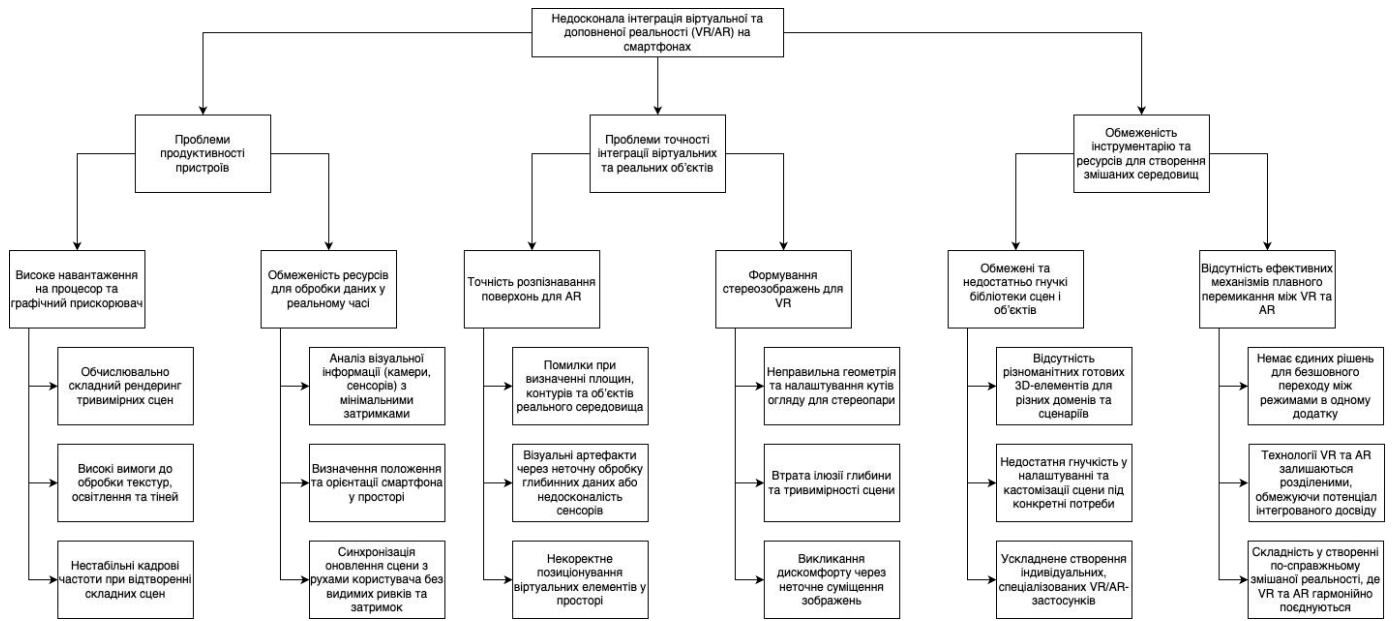 Недосконала інтеграція віртуальної та
доповненої реальності (VR/AR) на
смартфонах
Проблеми
продуктивності
пристроїв
Проблеми точності
інтеграції віртуальних
та реальних об'єктів
Обмеженість
інструментарію та
ресурсів для створення
змішаних середовищ
Високе навантаження
на процесор та
графічний прискорювач
Обмеженість ресурсів
для обробки даних у
реальному часі
Точність розпізнавання
поверхонь для AR
Формування
стереозображень для
VR
Обмежені та
недостатньо гнучкі
бібліотеки сцен і
об'єктів
Відсутність ефективних
механізмів плавного
перемикання між VR та
AR
Обчислювально
складний рендеринг
тривимірних сцен
Аналіз візуальної
інформації (камери,
сенсорів) з
мінімальними
затримками
Помилки при
визначенні площин,
контурів та об'єктів
реального середовища
Неправильна геометрія
та налаштування кутів
огляду для стереопари
Відсутність
різноманітних готових
3D-елементів для
різних доменів та
сценаріїв
Немає єдиних рішень
для безшовного
переходу між
режимами в одному
додатку
Високі вимоги до
обробки текстур,
освітлення та тіней
Визначення положення
та орієнтації смартфона
у просторі
Візуальні артефакти
через неточну обробку
глибинних даних або
недосконалість
сенсорів
Втрата ілюзії глибини
та тривимірності сцени
Недостатня гнучкість у
налаштуванні та
кастомізації сцени під
конкретні потреби
Технології VR та AR
залишаються
розділеними,
обмежуючи потенціал
інтегрованого досвіду
Нестабільні кадрові
частоти при відтворенні
складних сцен
Синхронізація
оновлення сцени з
рухами користувача без
видимих ривків та
затримок
Некоректне
позиціонування
віртуальних елементів у
просторі
Викликання
дискомфорту через
неточне суміщення
зображень
Ускладнене створення
індивідуальних,
спеціалізованих VR/AR-
застосунків
Складність у створенні
по-справжньому
змішаної реальності, де
VR та AR гармонійно
поєднуються